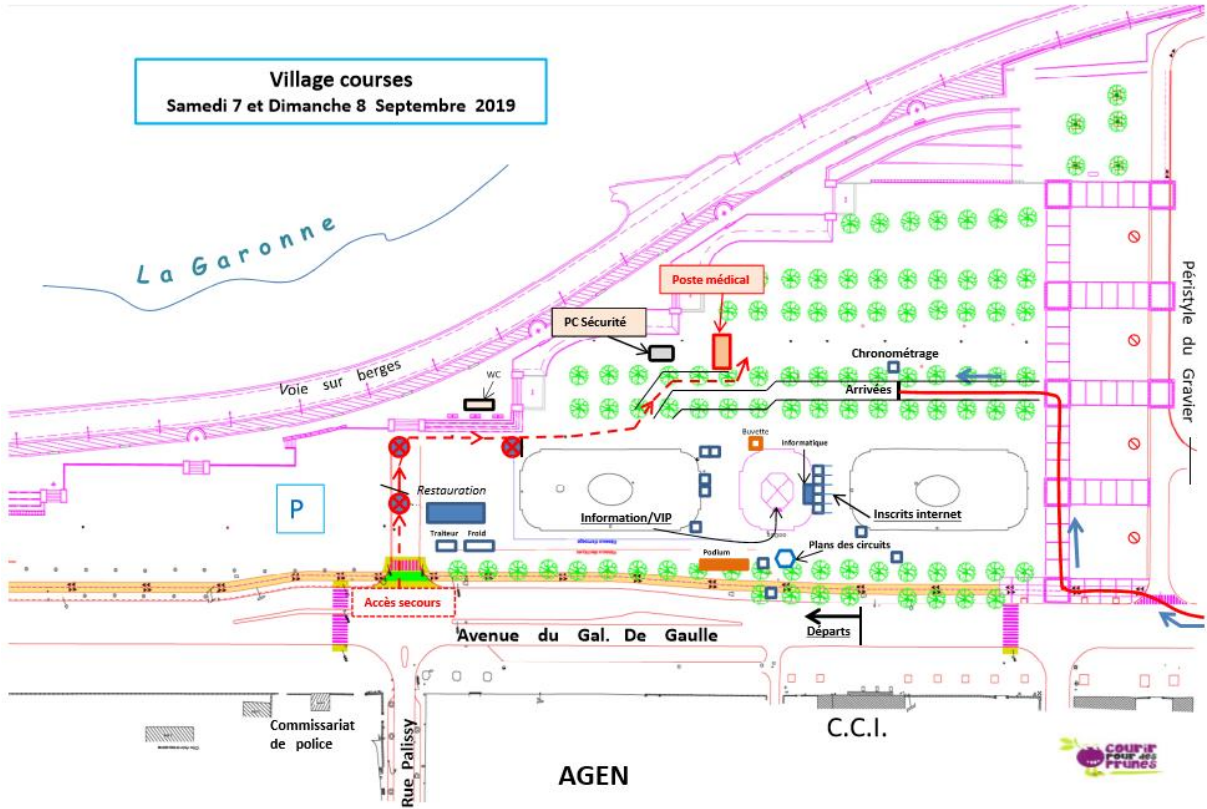 Village courses
Samedi 7 et Dimanche 8 Septembre 2019
La Garonne
Poste médical
PC Sécurité
Péristyle du Gravier
Chronométrage
Voie sur berges
WC
Arrivées
Buvette
Informatique
Restauration
P
Information/VIP
Inscrits internet
Traiteur
Froid
Podium
Plans des circuits
Accès secours
Avenue du Gal. De Gaulle
Départs
Commissariat
de police
Rue Palissy
C.C.I.
AGEN
COURIR
POUR DES
PRUNES